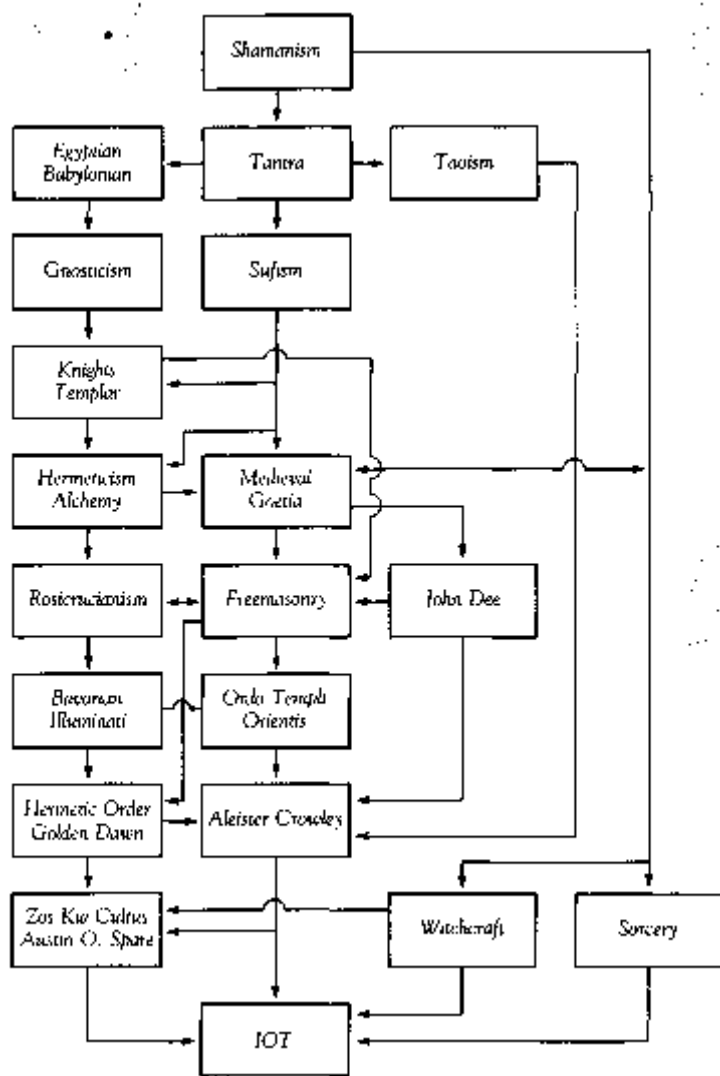 Shamanism
Egyptian
Babylonian
Tantra
Taoism
Gnosticism
Sufism
Knights
Templar
Hermeticism
Alchemy
Medieval
Goetia
Rosicrucianism
Freemasonry
John Dee
Bavarian
Illuminati
Ordo Templi
Orientis
Hermetic Order
Golden Dawn
Aleister Crowley
Zos Kia Cultus
Austin O. Spare
Witchcraft
Sorcery
IOT